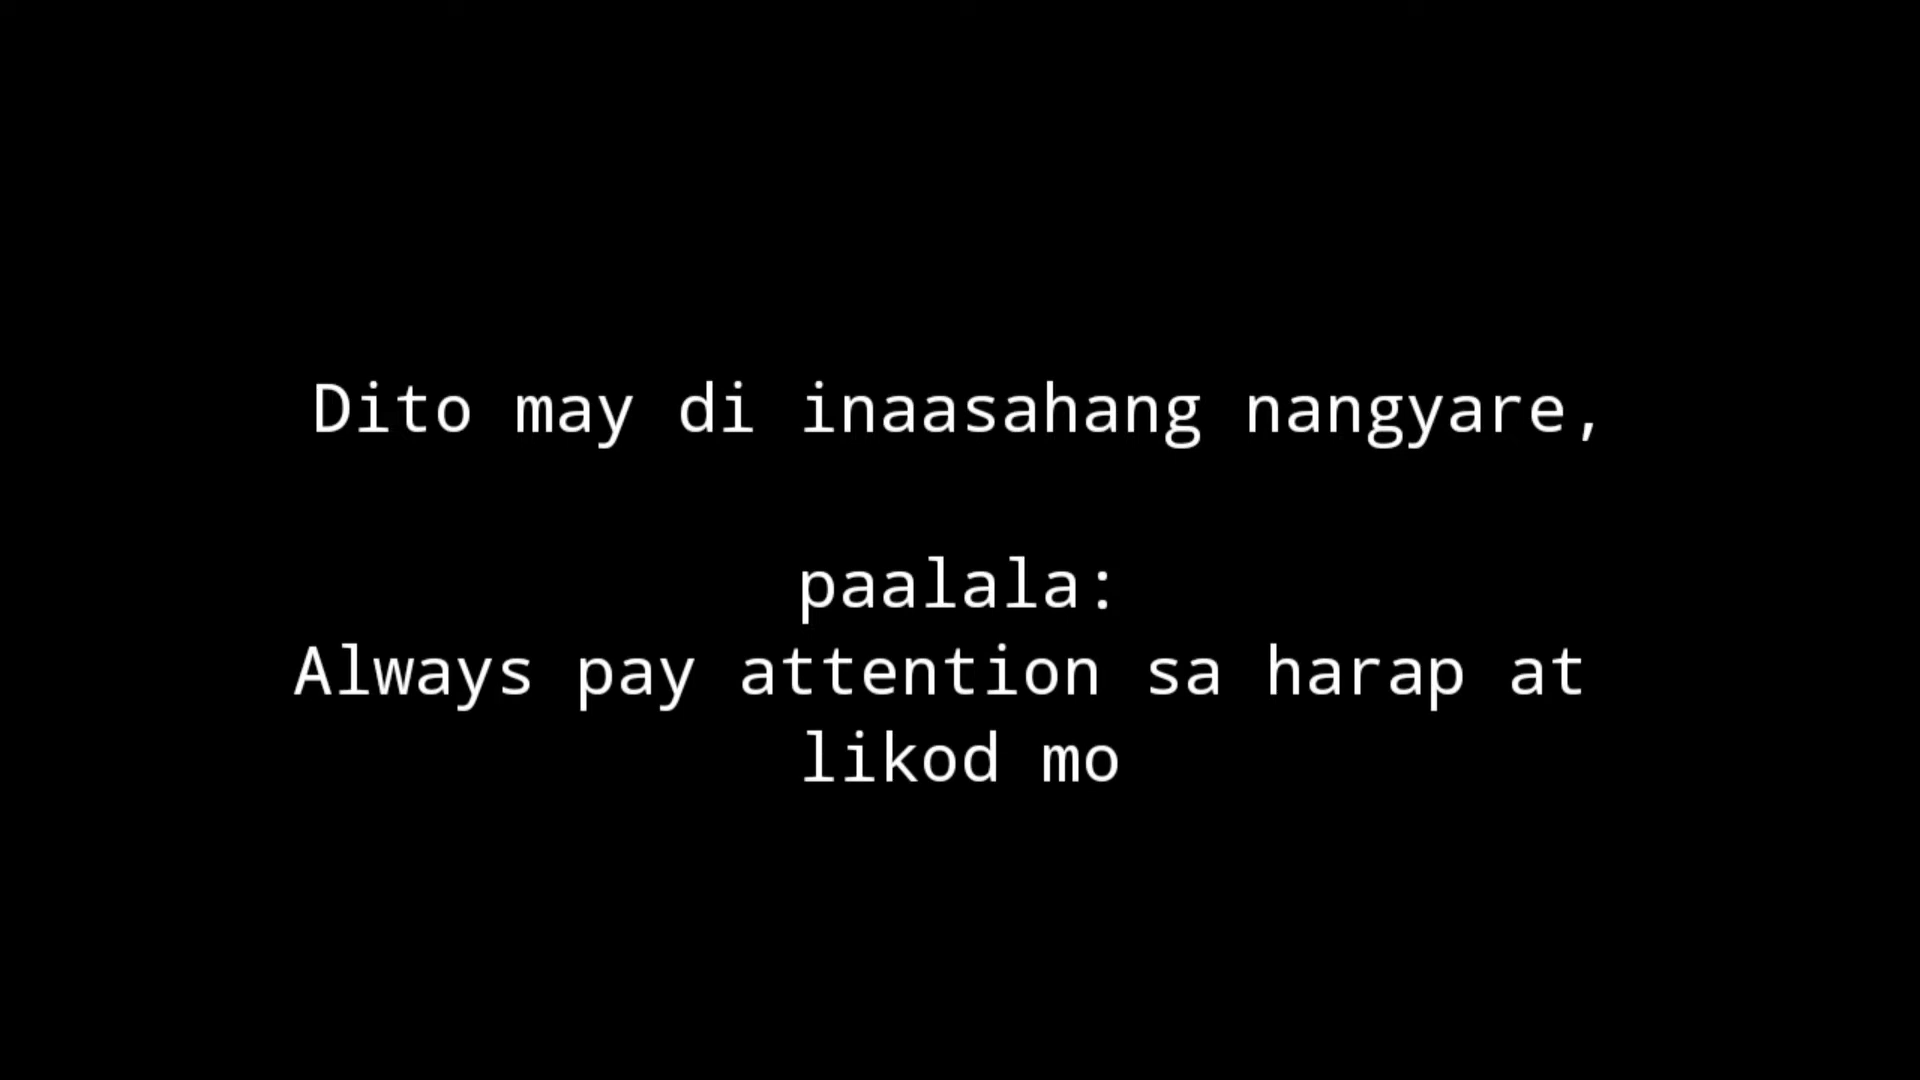 Dito may di inaasahang nangyare,
paalala:
Always pay attention sa harap at
likod mo